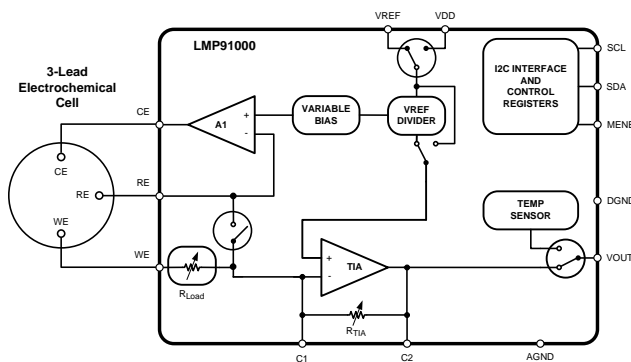 VREF
VDD
LMP91000
SCL
3-Lead
Electrochemical
Cell
I2C INTERFACE
AND
CONTROL
REGISTERS
SDA
CE
A1
+
-
VARIABLE
BIAS
VREF
DIVIDER
MENB
CE
RE
RE
WE
TEMP
SENSOR
DGND
WE
+
-
TIA
VOUT
RLoad
RTIA
C1
C2
AGND